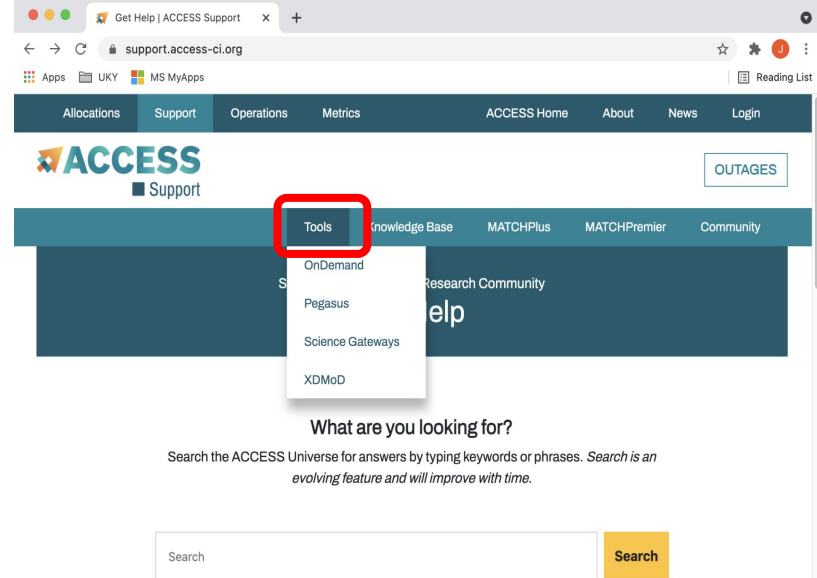 Get Help | ACCESS Support
support.access-ci.org
J
Apps UKY MS MyApps Reading List
Allocations Support Operations Metrics ACCESS Home About News Login
ACCESS
Support
OUTAGES
Tools Knowledge Base MATCHPlus MATCHPremier Community
OnDemand
Research Community
Pegasus
Science Gateways
XDMoD
What are you looking for?
Search the ACCESS Universe for answers by typing keywords or phrases. Search is an
evolving feature and will improve with time.
Search Search